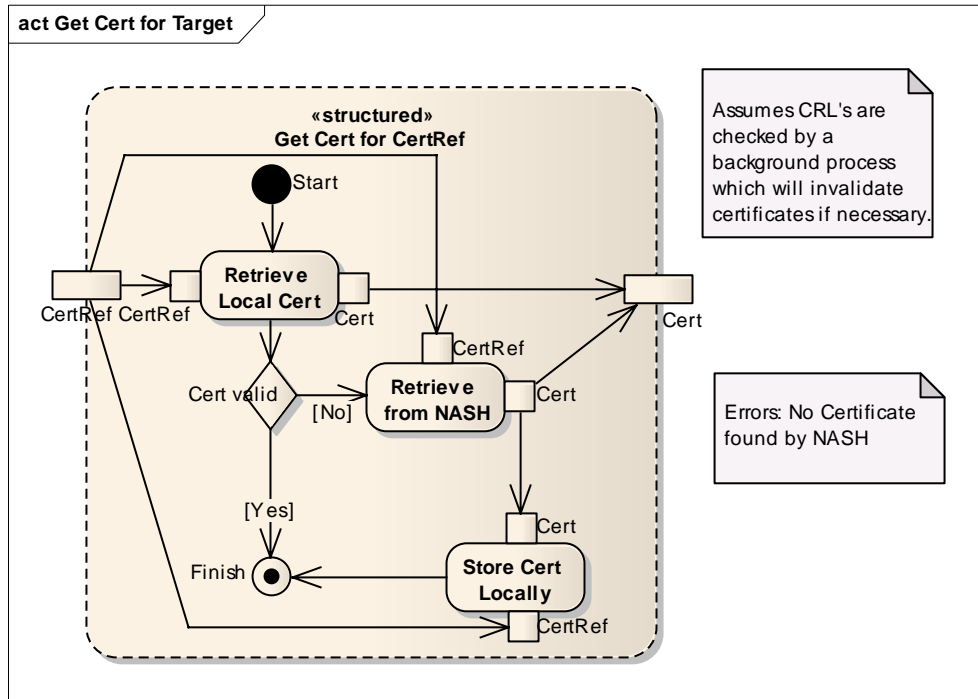 act Get Cert for Target
«structured»
Get Cert for CertRef
Start
Retrieve
Local Cert
CertRef
CertRef
Cert
Cert
CertRef
Cert valid
[No]
Retrieve
from NASH
Cert
[Yes]
Cert
Finish
Store Cert
Locally
CertRef
Assumes CRL's are
checked by a
background process
which will invalidate
certificates if necessary.
Errors: No Certificate
found by NASH